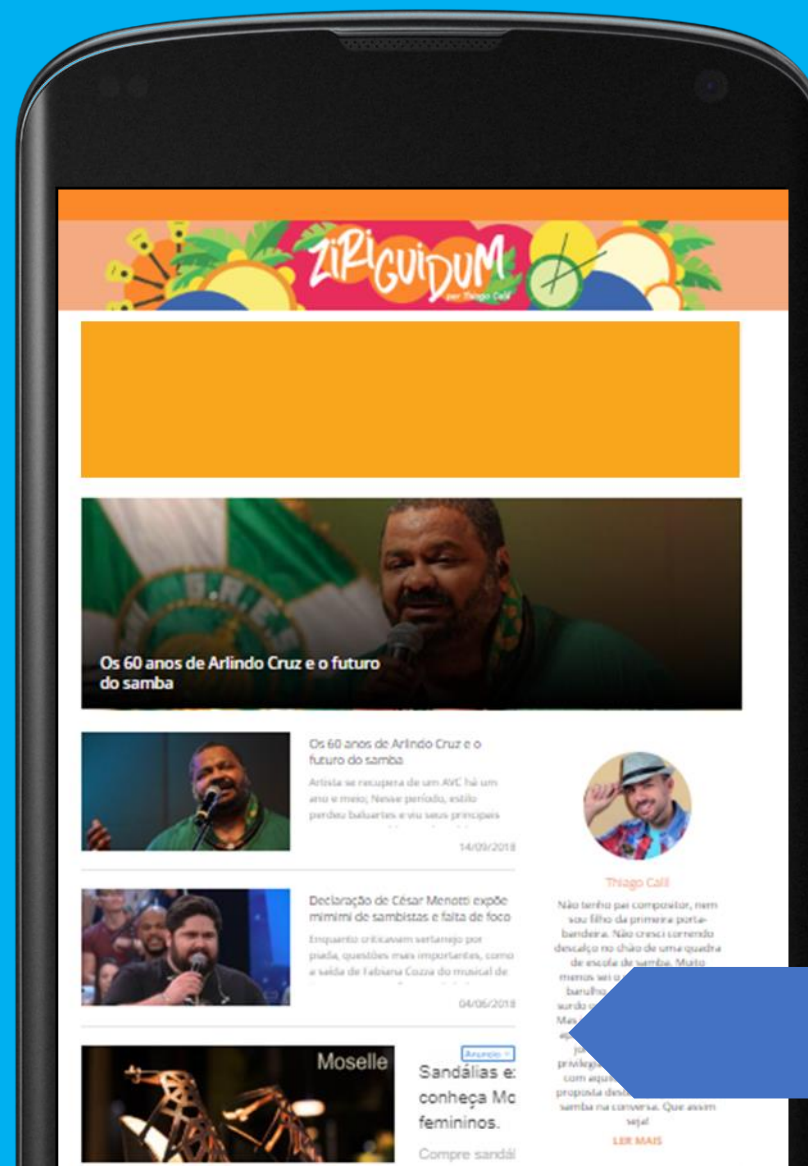 ZIRIGUIDUM
por Thiago Calil
Os 60 anos de Arlindo Cruz e o futuro
do samba
Os 60 anos de Arlindo Cruz e o
futuro do samba
Artista se recupera de um AVC há um
ano e meio; Nesse período, estilo
perdeu baluartes e viu seus principais
14/09/2018
Declaração de César Menotti expõe
mimimi de sambistas e falta de foco
Enquanto criticavam sertanejo por
piada, questões mais importantes, como
a saída de Fabiana Cozza do musical de
04/06/2018
Moselle
Anuncio
Sandálias e
conheça Mo
femininos.
Compre sandál
Thiago Calil
Não tenho pai compositor, nem
sou filho da primeira porta-
bandeira. Não cresci correndo
descalço no chão de uma quadra
de escola de samba. Muito
menos sei o
barulho
surdo
Mas
privilegia
com aqu
proposta des
samba na conversa. Que assim
seja!
LER MAIS